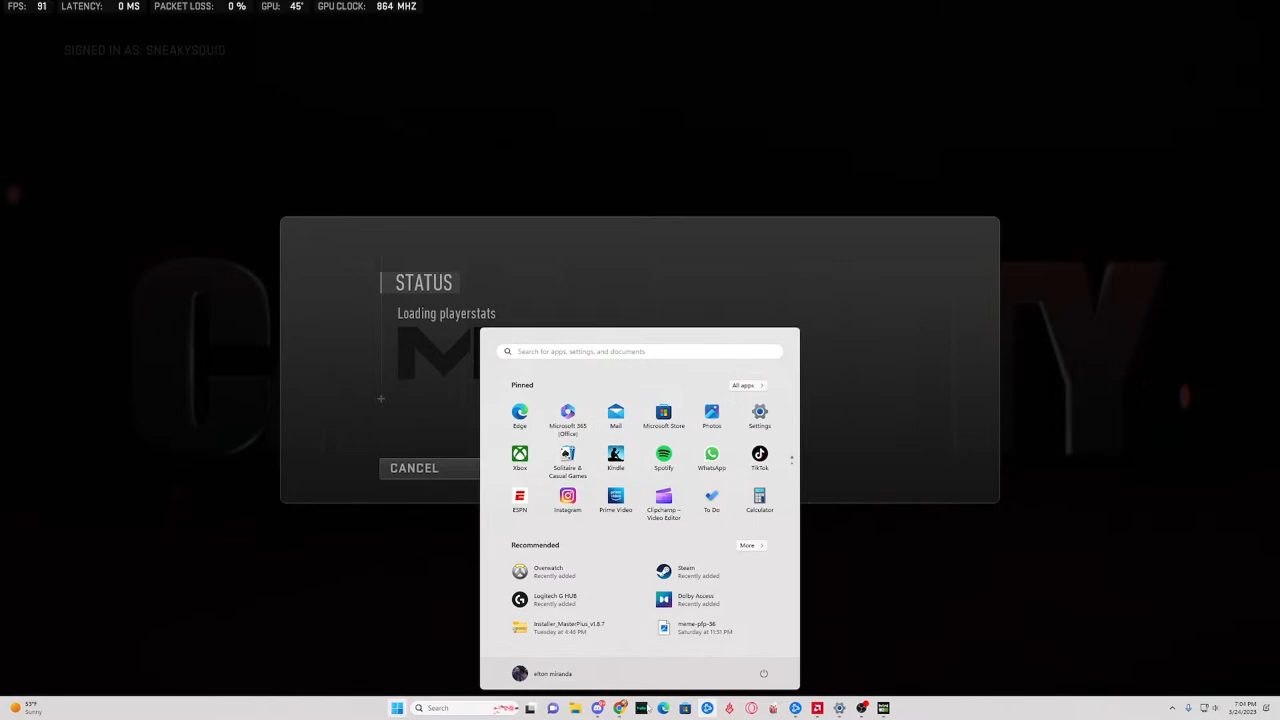 FPS: 91 LATENCY: 0 MS PACKET LOSS: 0 % GPU: 45° GPU CLOCK: 864 MHZ
SIGNED IN AS: SNEAKYSQUID
C TY
STATUS
Loading playerstats
M
CANCEL
Search for apps, settings, and documents
Pinned
All apps
Edge
Microsoft 365 (Office)
Mail
Microsoft Store
Photos
Settings
Xbox
Solitaire & Casual Games
Kindle
Spotify
WhatsApp
TikTok
ESPN
Instagram
Prime Video
Clipchamp – Video Editor
To Do
Calculator
Recommended
More
Overwatch
Recently added
Steam
Recently added
Logitech G HUB
Recently added
Dolby Access
Recently added
Installer_MasterPlus_v1.8.7
Tuesday at 4:46 PM
meme-pfp-36
Saturday at 11:51 PM
elton miranda
53°F
Sunny
Search
7:04 PM
3/24/2023